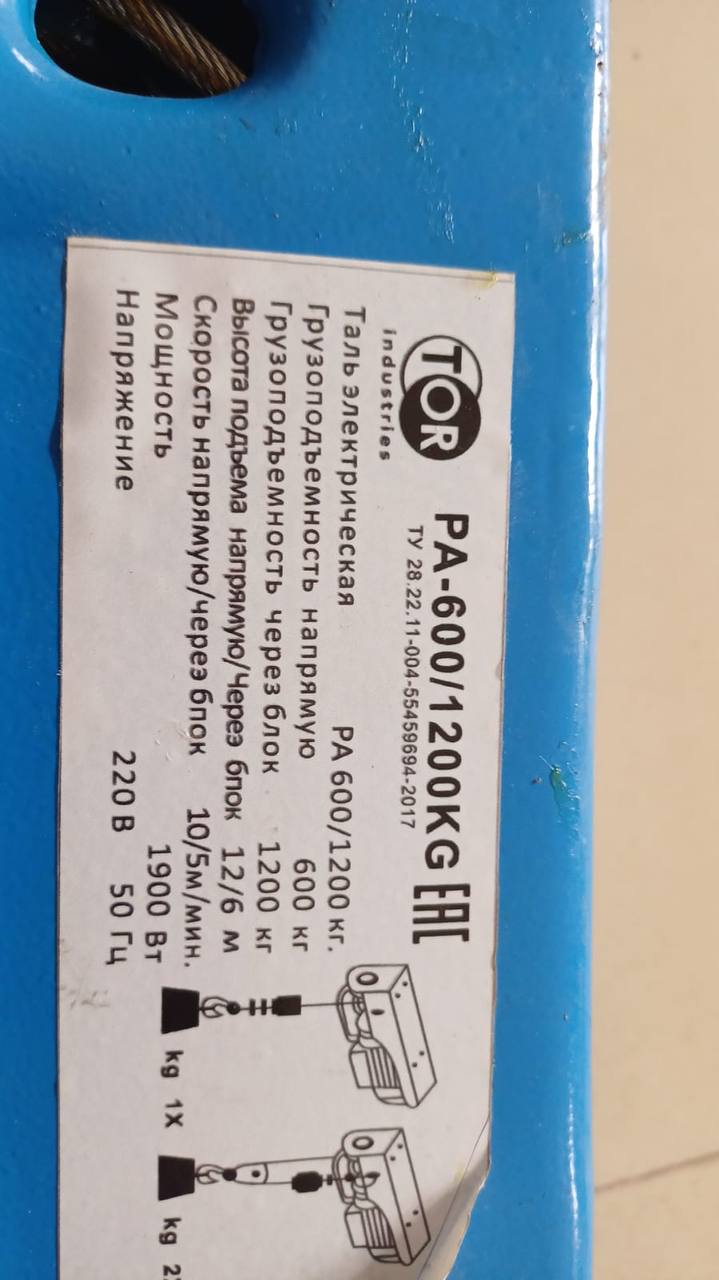 TOR
industries
PA-600/1200KG EAC
ТУ 28.22.11-004-55459694-2017
Таль электрическая РА 600/1200 кг.
Грузоподъемность напрямую 600 кг
Грузоподъемность через блок 1200 кг
Высота подъема напрямую/через блок 12/6 м
Скорость напрямую/через блок 10/5м/мин.
Мощность 1900 Вт
Напряжение 220 В 50 Гц
kg 1X
kg